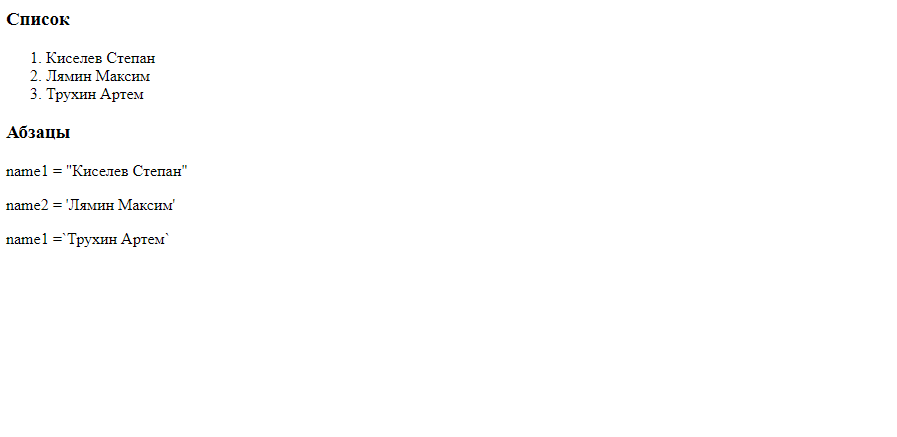 Список
1. Киселев Степан
2. Лямин Максим
3. Трухин Артем
Абзацы
name1 = "Киселев Степан"
name2 = 'Лямин Максим'
name1 =`Трухин Артем`